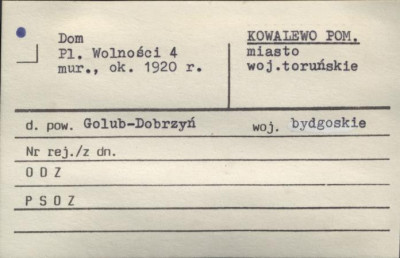 Dom
Pl. Wolności 4
mur., ok. 1920 r.
KOWALEWO POM.
miasto
woj.toruńskie
d. pow. Golub-Dobrzyń woj. bydgoskie
Nr rej./z dn.
O D Z
P S O Z